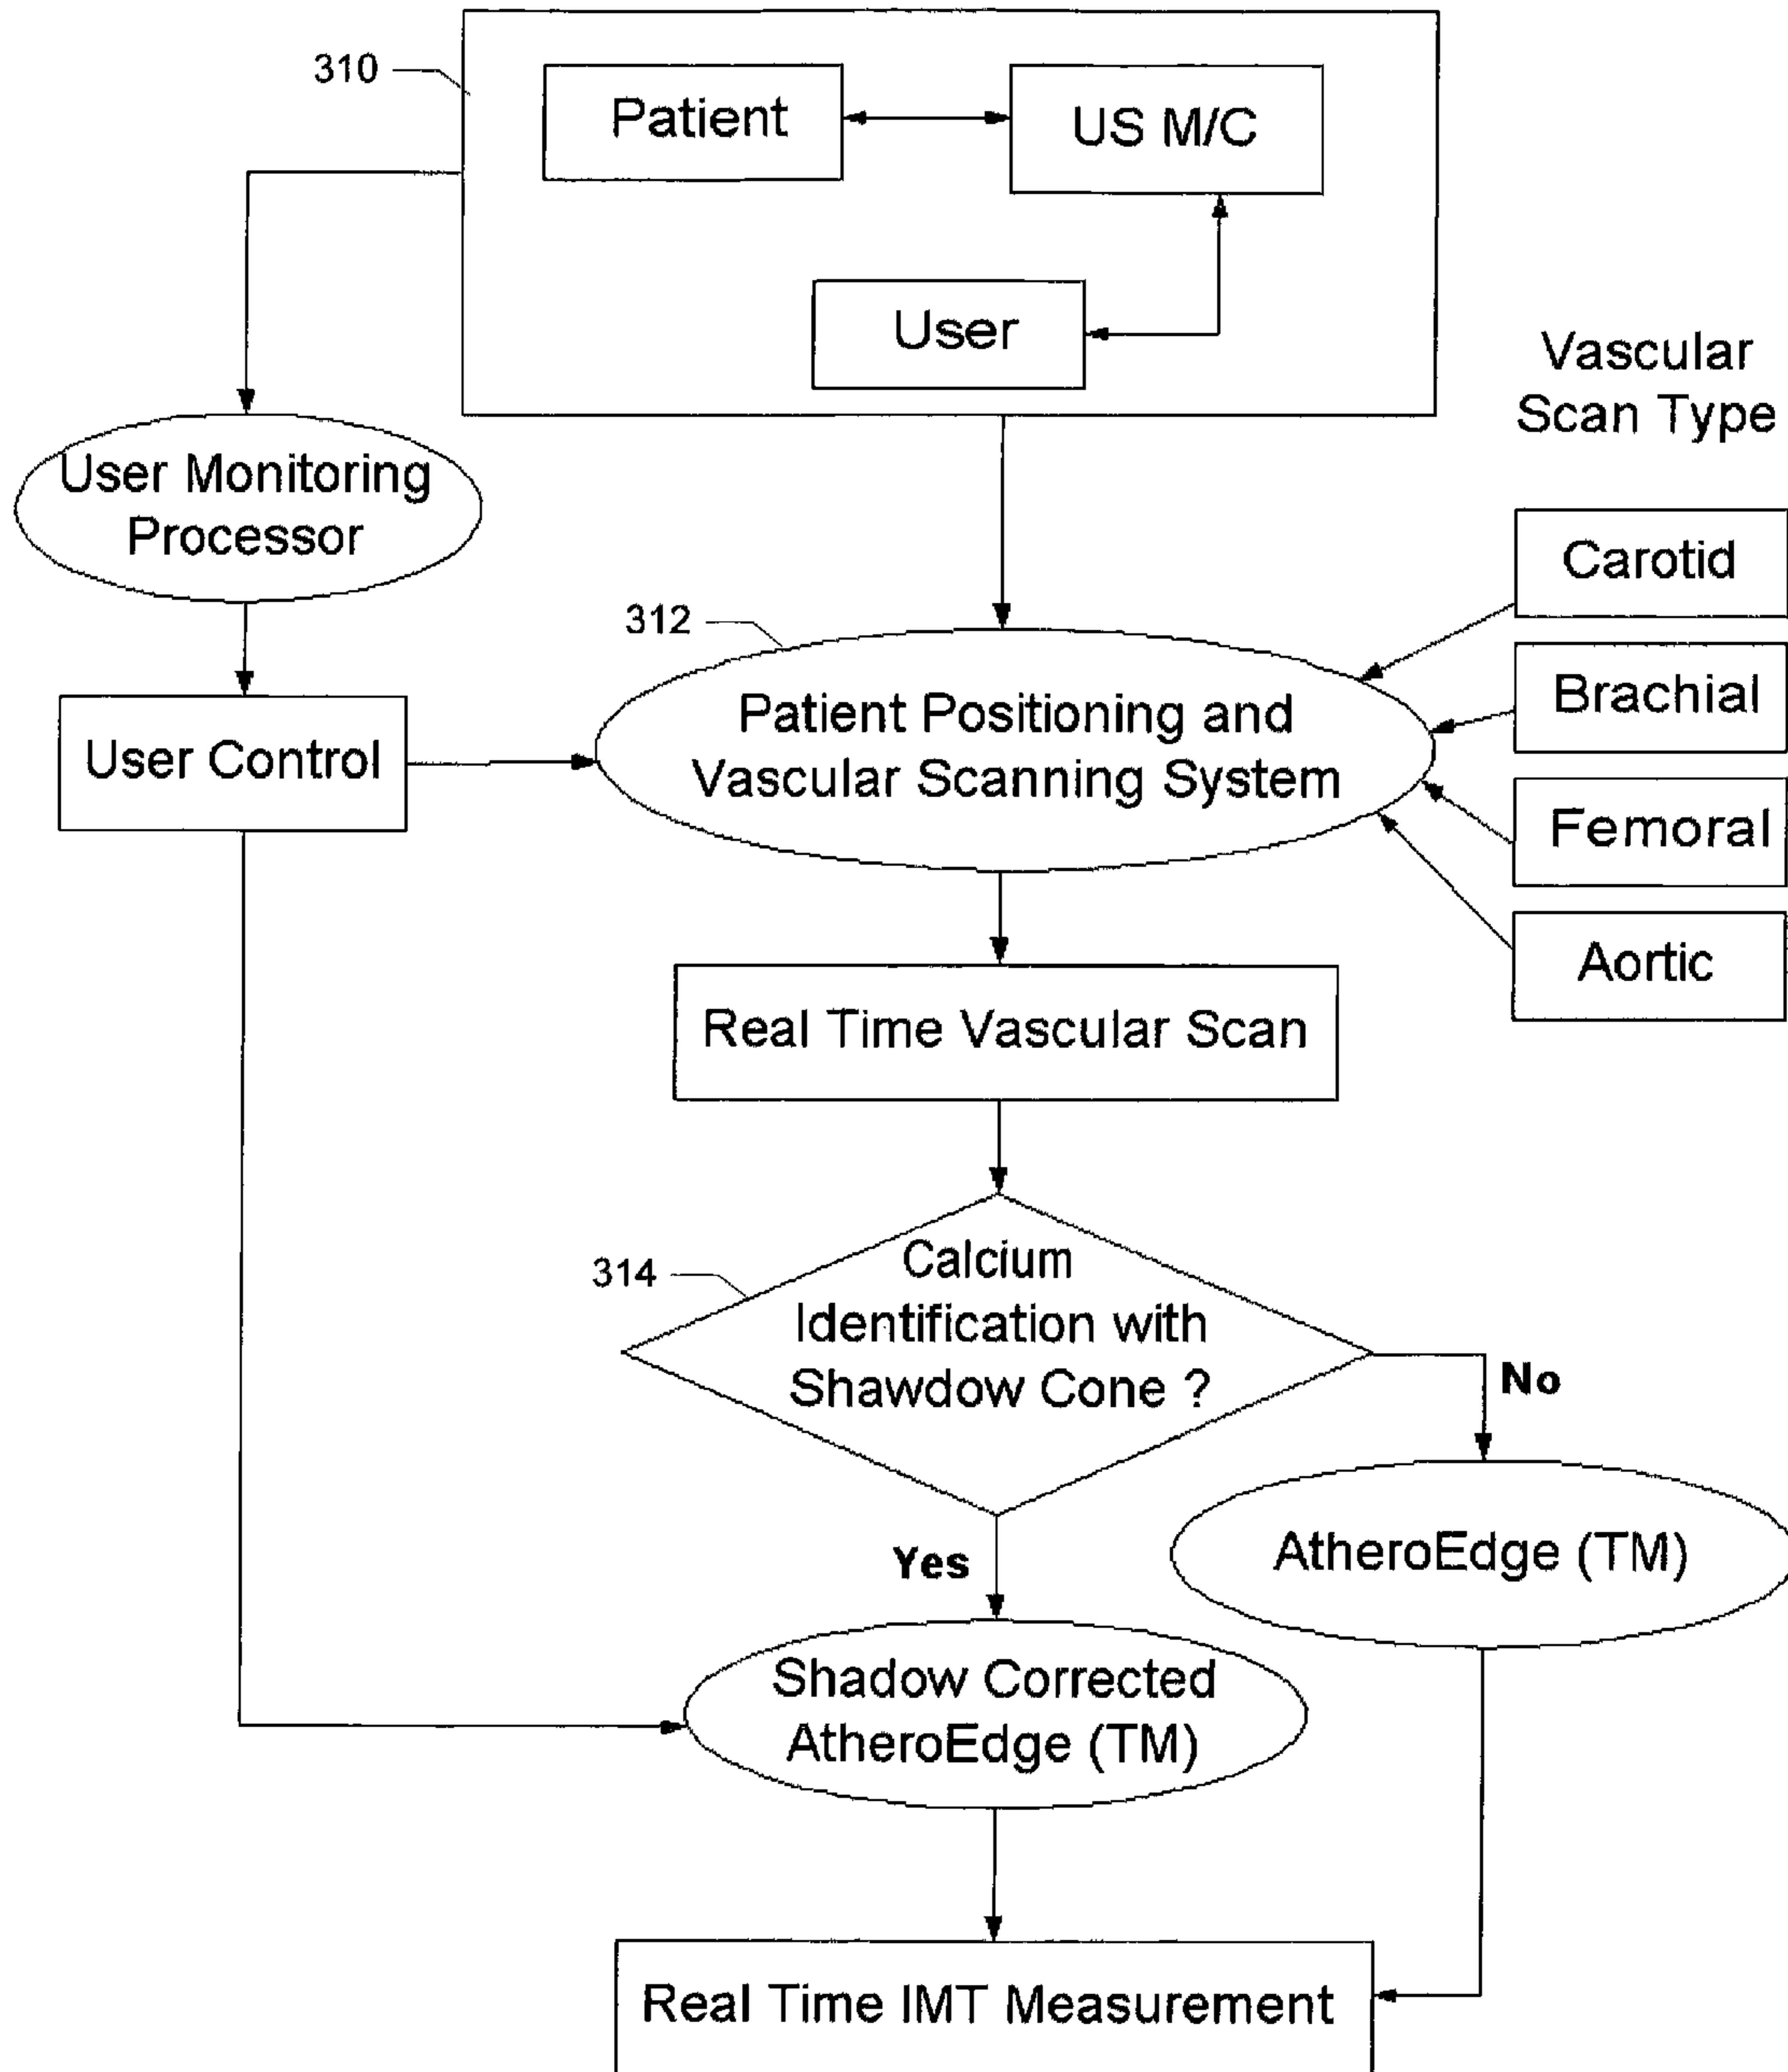 310
Patient
US M/C
User
Vascular
Scan Type
User Monitoring
Processor
Carotid
312
Brachial
Patient Positioning and
Vascular Scanning System
User Control
Femoral
Aortic
Real Time Vascular Scan
314
Calcium
Identification with
Shawdow Cone ?
No
Yes
AtheroEdge (TM)
Shadow Corrected
AtheroEdge (TM)
Real Time IMT Measurement